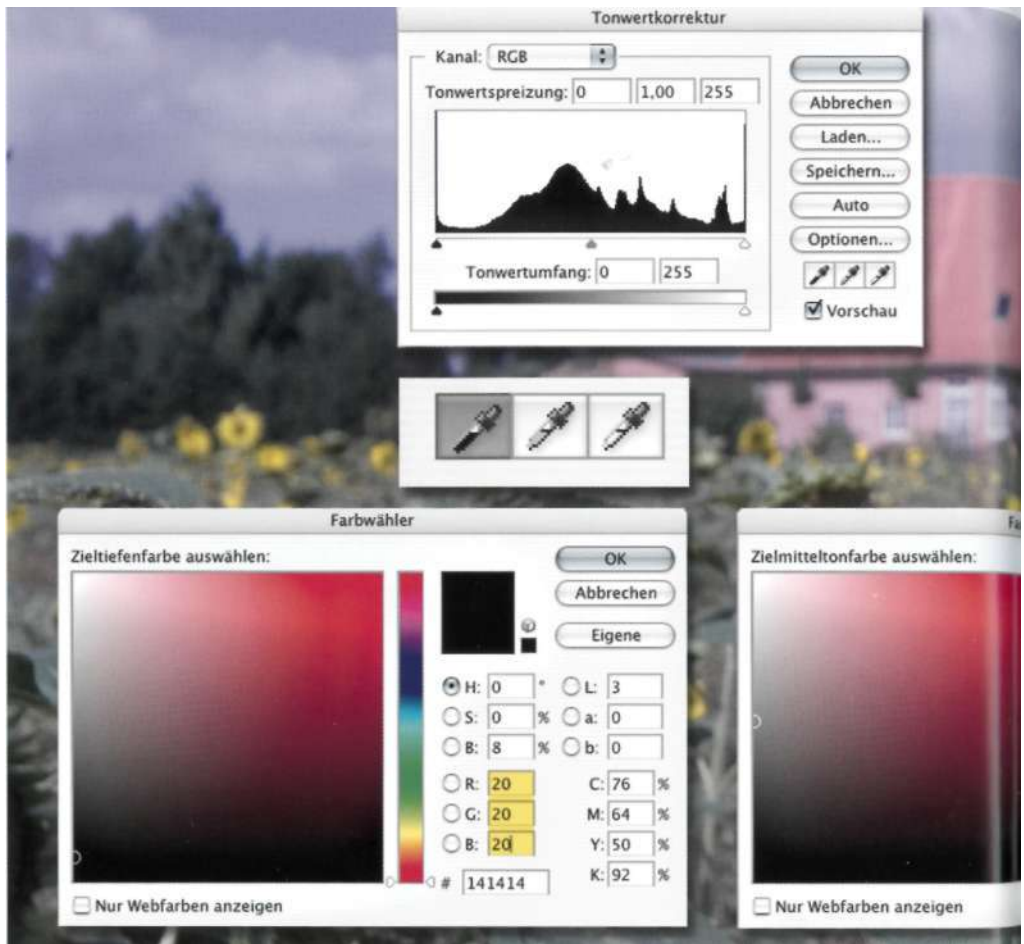 Tonwertkorrektur
Kanal: RGB
Tonwertspreizung: 0 1,00 255
Tonwertumfang: 0 255
OK
Abbrechen
Laden...
Speichern...
Auto
Optionen...
Vorschau
Farbwähler
Zieltiefenfarbe auswählen:
OK
Abbrechen
Eigene
H: 0 °
S: 0 %
B: 8 %
L: 3
a: 0
b: 0
R: 20
G: 20
B: 20
C: 76 %
M: 64 %
Y: 50 %
K: 92 %
# 141414
Nur Webfarben anzeigen
Zielmitteltonfarbe auswählen:
Nur Webfarben anzeigen